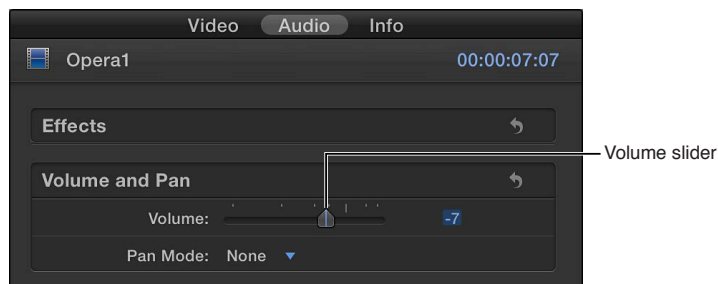 Video Audio Info
Opera1 00:00:07:07
Effects
Volume slider
Volume and Pan
Volume: -7
Pan Mode: None